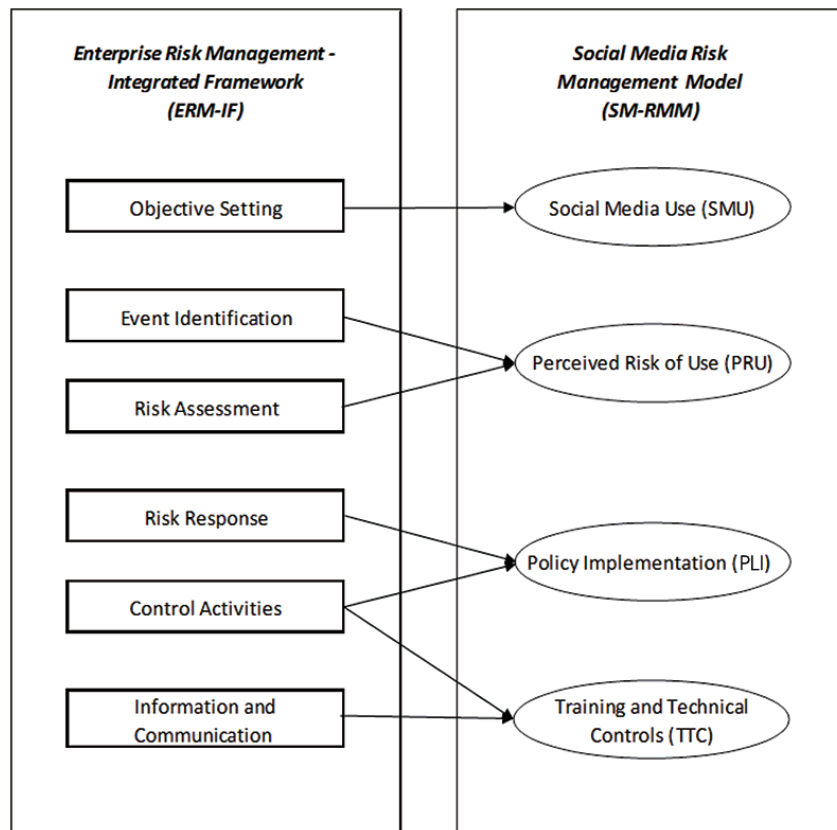 Enterprise Risk Management -
Integrated Framework
(ERM-IF)
Objective Setting
Event Identification
Risk Assessment
Risk Response
Control Activities
Information and
Communication
Social Media Risk
Management Model
(SM-RMM)
Social Media Use (SMU)
Perceived Risk of Use (PRU)
Policy Implementation (PLI)
Training and Technical
Controls (TTC)